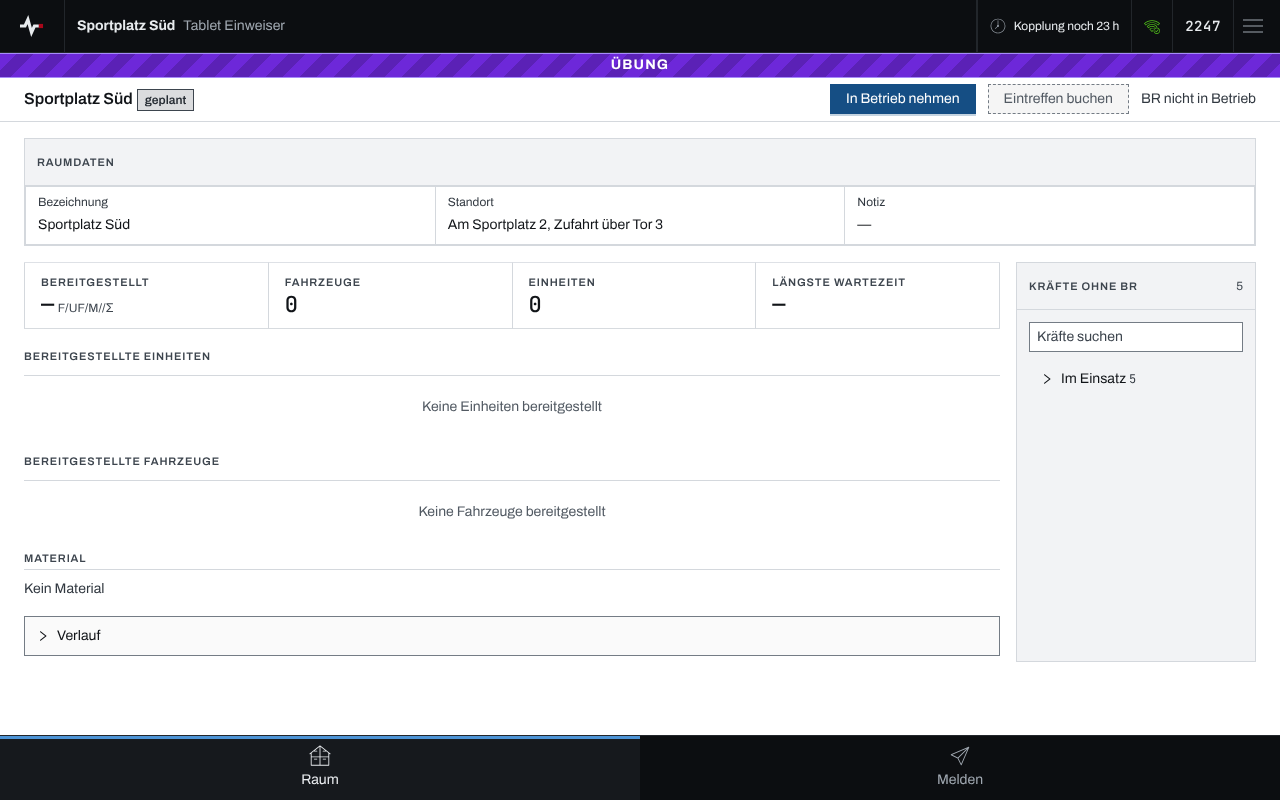 Sportplatz Süd Tablet Einweiser
Kopplung noch 23 h
2247
ÜBUNG
Sportplatz Süd geplant
In Betrieb nehmen
Eintreffen buchen
BR nicht in Betrieb
RAUMDATEN
Bezeichnung
Sportplatz Süd
Standort
Am Sportplatz 2, Zufahrt über Tor 3
Notiz
—
BEREITGESTELLT
– F/UF/M//Σ
FAHRZEUGE
0
EINHEITEN
0
LÄNGSTE WARTEZEIT
–
KRÄFTE OHNE BR 5
Kräfte suchen
Im Einsatz 5
BEREITGESTELLTE EINHEITEN
Keine Einheiten bereitgestellt
BEREITGESTELLTE FAHRZEUGE
Keine Fahrzeuge bereitgestellt
MATERIAL
Kein Material
Verlauf
Raum
Melden